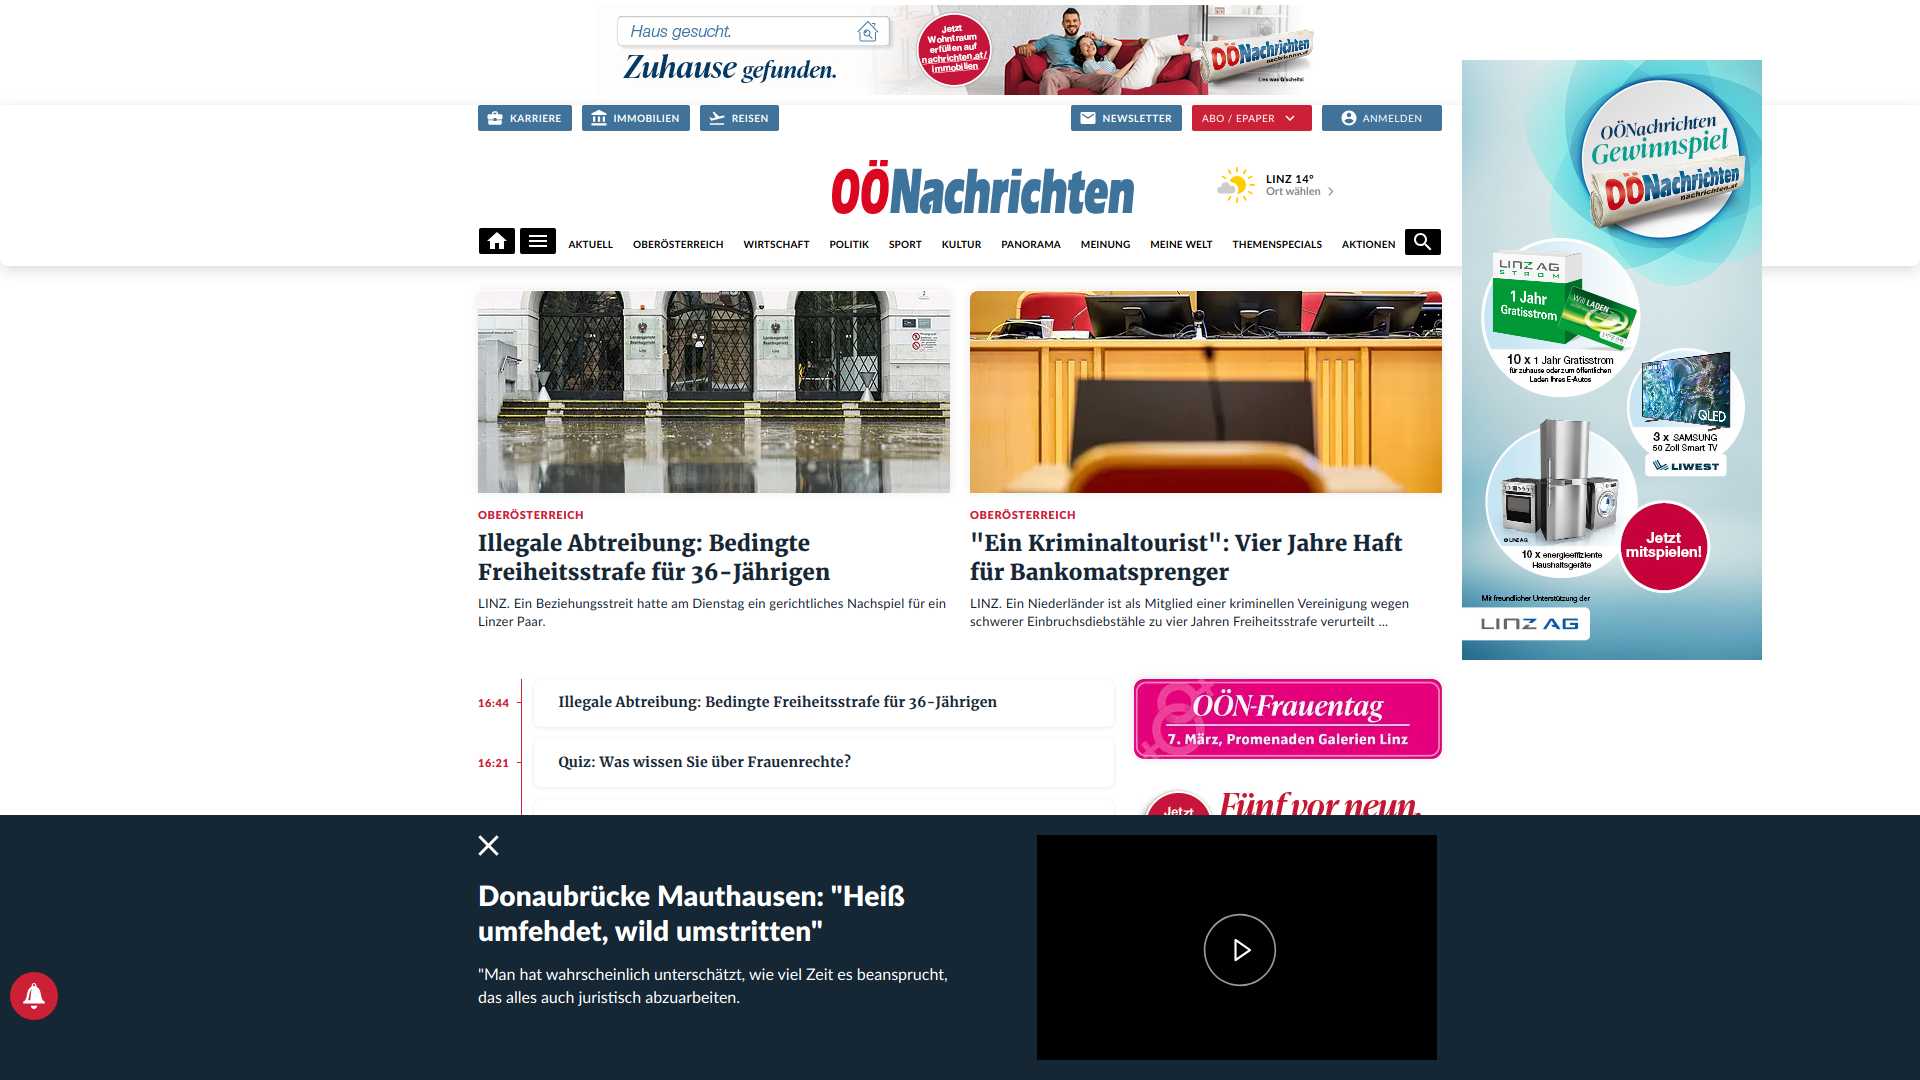 Haus gesucht.
Zuhause gefunden.
Jetzt
Wohntraum
erfüllen auf
nachrichten.at/
immobilien
OÖNachrichten
KARRIERE
IMMOBILIEN
REISEN
NEWSLETTER
ABO / EPAPER
ANMELDEN
OÖNachrichten
LINZ 14°
Ort wählen
AKTUELL
OBERÖSTERREICH
WIRTSCHAFT
POLITIK
SPORT
KULTUR
PANORAMA
MEINUNG
MEINE WELT
THEMENSPECIALS
AKTIONEN
OÖNachrichten
Gewinnspiel
OÖNachrichten
nachrichten.at
LINZ AG
STROM
1 Jahr
Gratisstrom
Will LADEN
10 x 1 Jahr Gratisstrom
für zuhause oder zum öffentlichen
Laden Ihres E-Autos
QLED
3 x SAMSUNG
50 Zoll Smart TV
LIWEST
© LINZ AG
10 x energieeffiziente
Haushaltsgeräte
Jetzt
mitspielen!
Mit freundlicher Unterstützung der
LINZ AG
OBERÖSTERREICH
Illegale Abtreibung: Bedingte
Freiheitsstrafe für 36-Jährigen
LINZ. Ein Beziehungsstreit hatte am Dienstag ein gerichtliches Nachspiel für ein
Linzer Paar.
OBERÖSTERREICH
"Ein Kriminaltourist": Vier Jahre Haft
für Bankomatsprenger
LINZ. Ein Niederländer ist als Mitglied einer kriminellen Vereinigung wegen
schwerer Einbruchsdiebstähle zu vier Jahren Freiheitsstrafe verurteilt ...
16:44
Illegale Abtreibung: Bedingte Freiheitsstrafe für 36-Jährigen
16:21
Quiz: Was wissen Sie über Frauenrechte?
OÖN-Frauentag
7. März, Promenaden Galerien Linz
Jetzt
Fünf vor neun.
Donaubrücke Mauthausen: "Heiß
umfehdet, wild umstritten"
"Man hat wahrscheinlich unterschätzt, wie viel Zeit es beansprucht,
das alles auch juristisch abzuarbeiten.